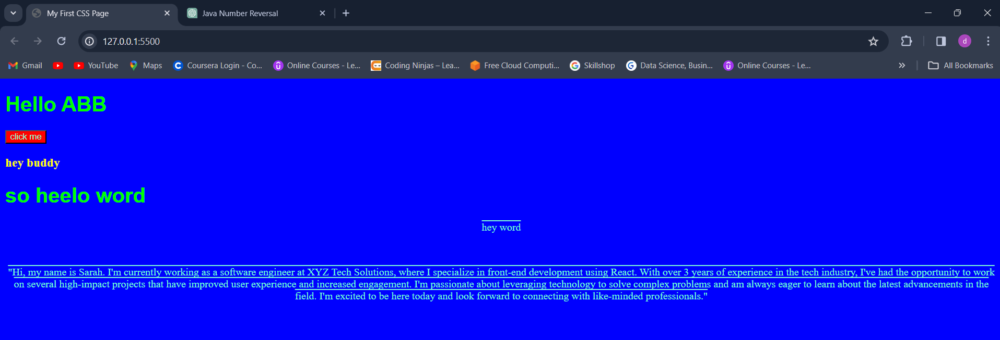 My First CSS Page
Java Number Reversal
127.0.0.1:5500
Gmail YouTube Maps Coursera Login - Co... Online Courses - Le... Coding Ninjas – Lea... Free Cloud Computi... Skillshop Data Science, Busin... Online Courses - Le... » All Bookmarks
d
Hello ABB
click me
hey buddy
so heelo word
hey word
"Hi, my name is Sarah. I'm currently working as a software engineer at XYZ Tech Solutions, where I specialize in front-end development using React. With over 3 years of experience in the tech industry, I've had the opportunity to work
on several high-impact projects that have improved user experience and increased engagement. I'm passionate about leveraging technology to solve complex problems and am always eager to learn about the latest advancements in the
field. I'm excited to be here today and look forward to connecting with like-minded professionals."